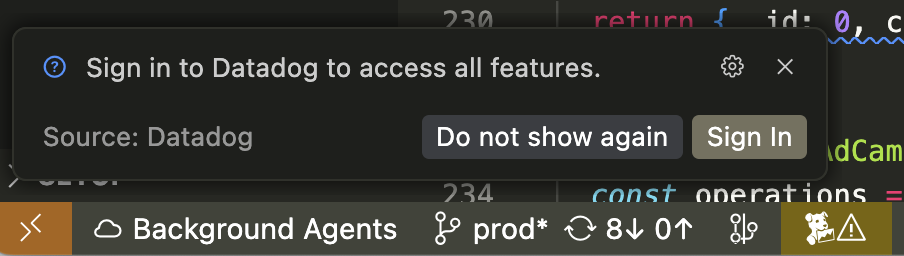 230 return { id: 0, c
Sign in to Datadog to access all features.
Source: Datadog Do not show again Sign In
AdCam
234 const operations =
Background Agents prod* 8↓ 0↑